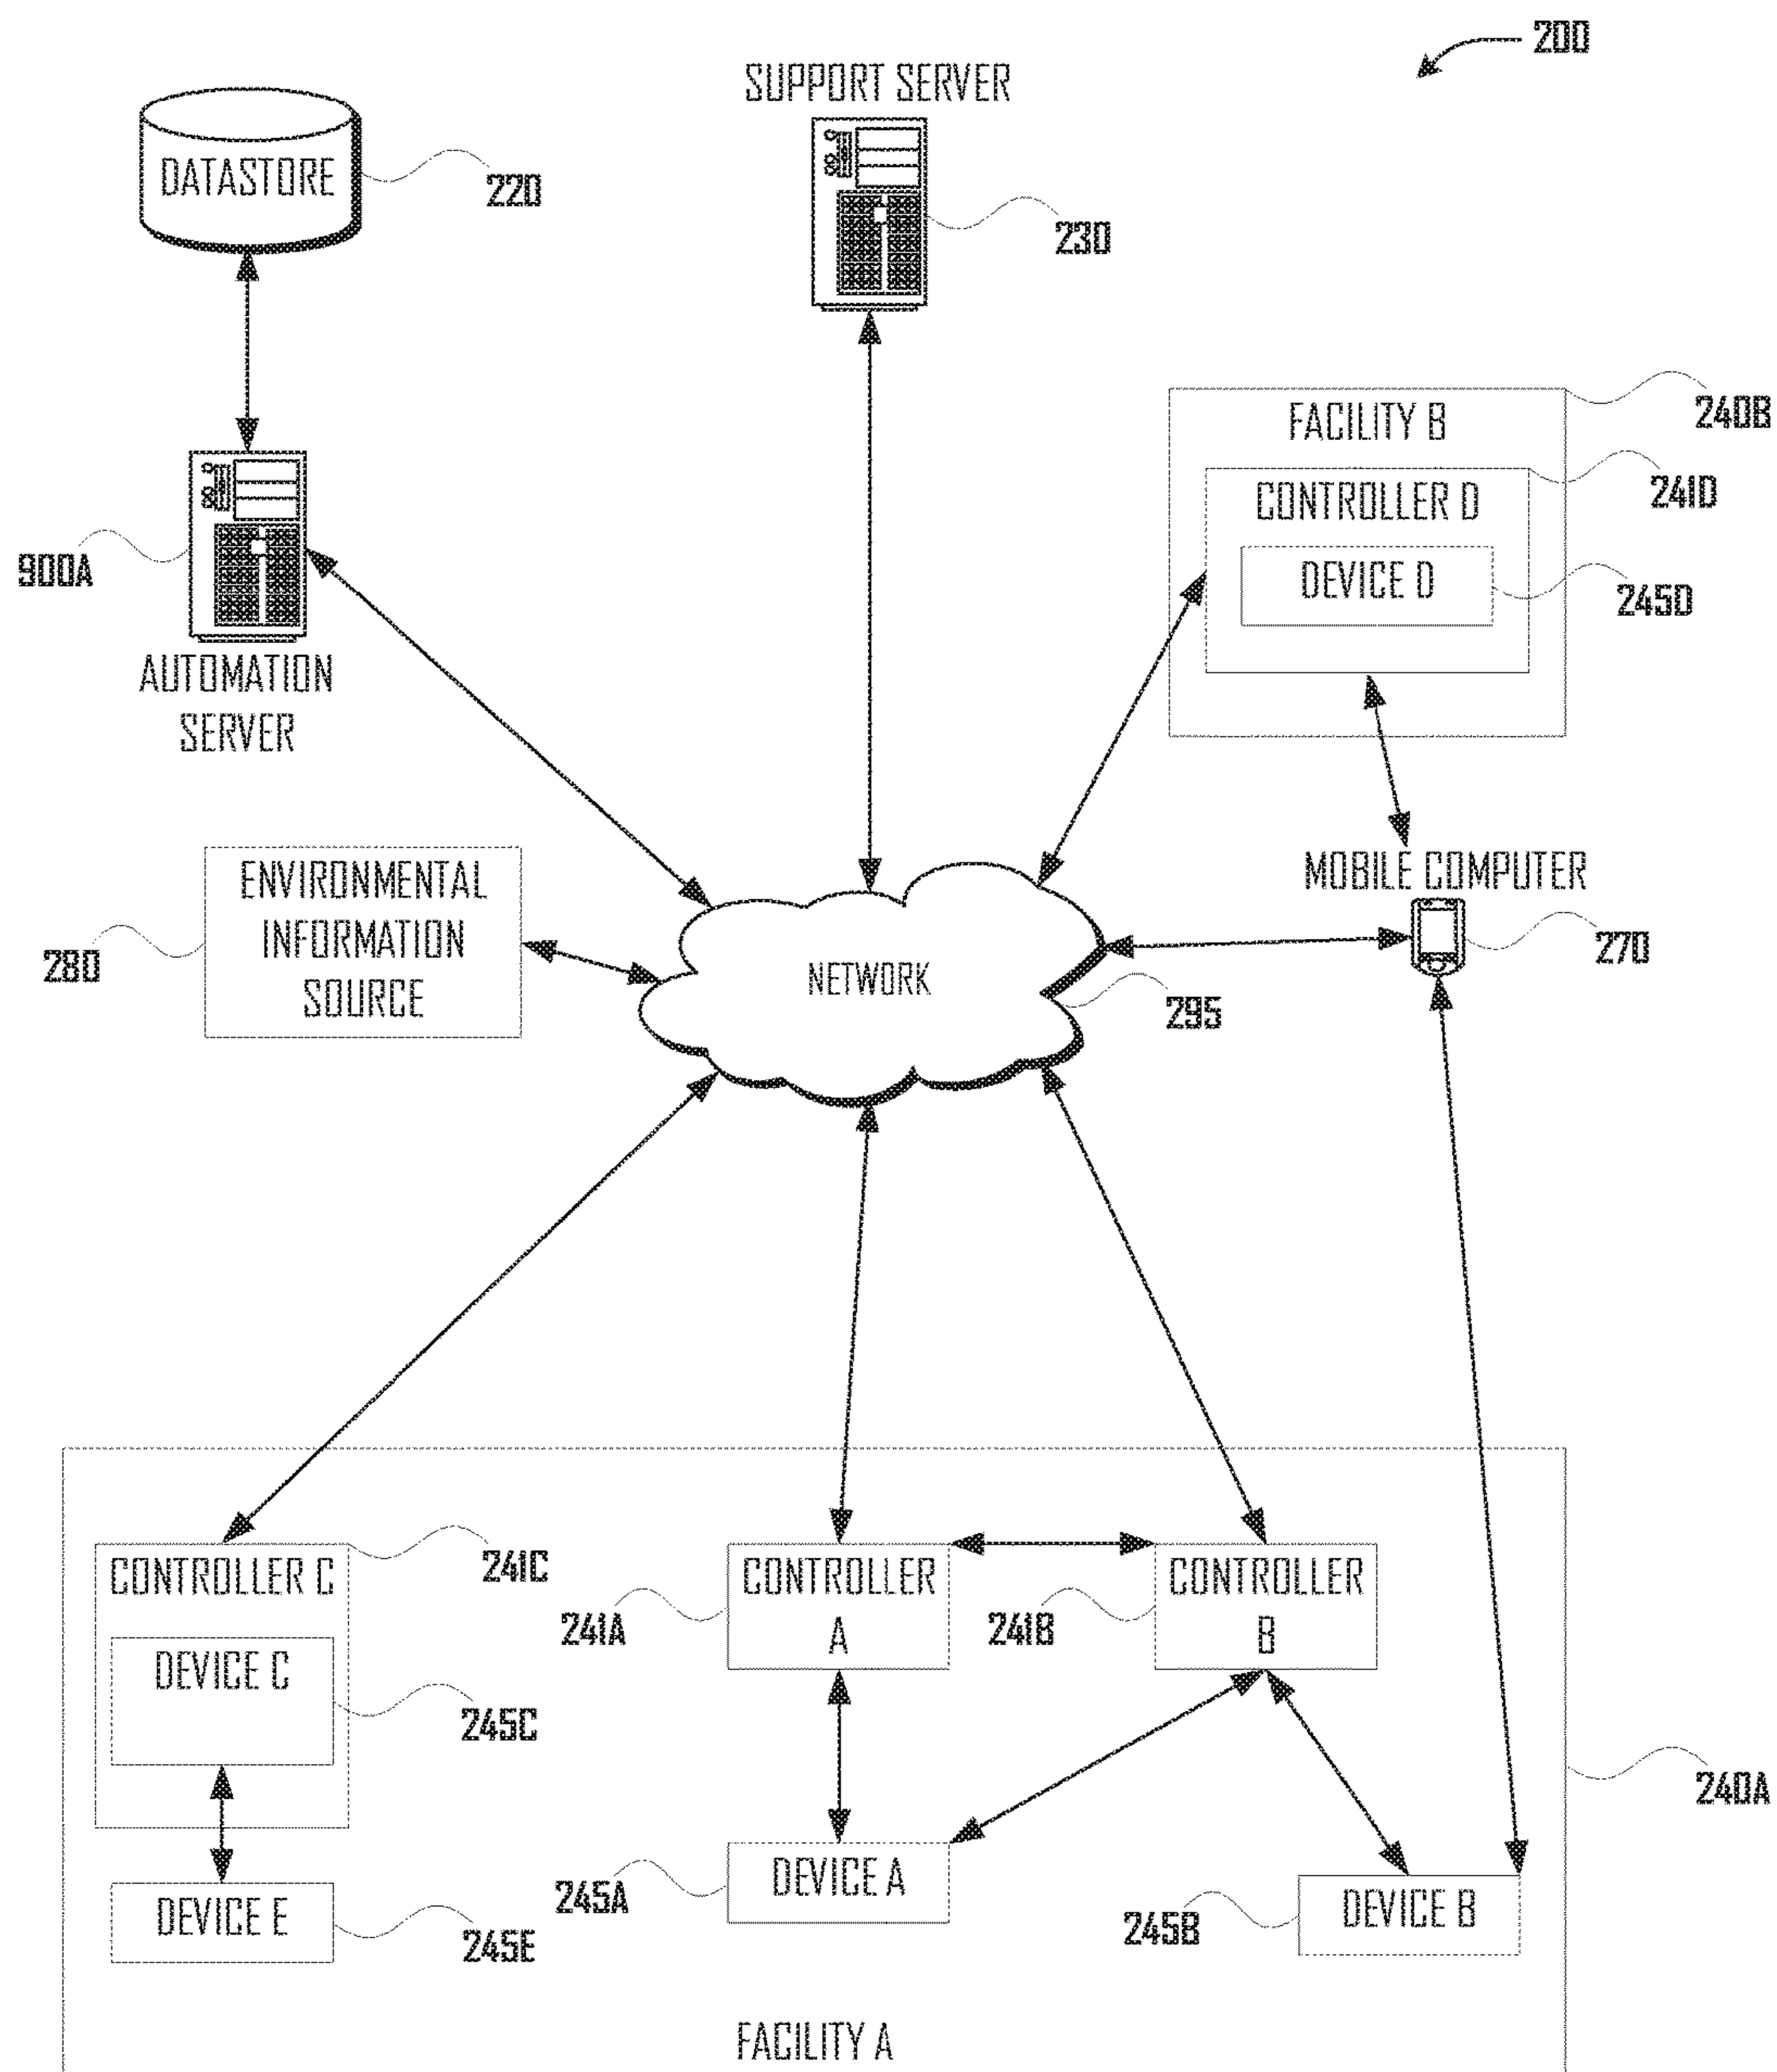 200
SUPPORT SERVER
DATASTORE
220
230
240B
FACILITY B
241D
CONTROLLER D
DEVICE D
245D
900A
AUTOMATION
SERVER
ENVIRONMENTAL
INFORMATION
SOURCE
280
NETWORK
295
MOBILE COMPUTER
270
CONTROLLER C
241C
DEVICE C
245C
DEVICE E
245E
CONTROLLER
A
241A
CONTROLLER
B
241B
DEVICE A
245A
DEVICE B
245B
240A
FACILITY A